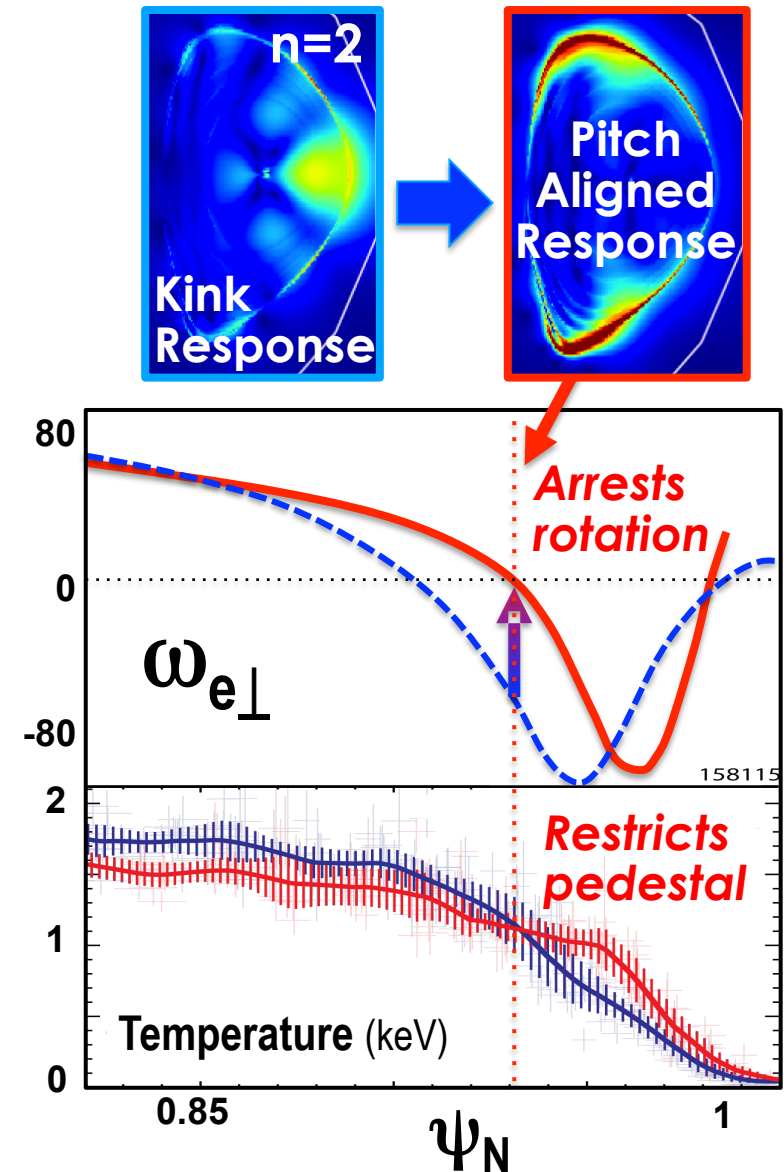 n=2
Kink
Response
Pitch
Aligned
Response
80
Arrests
rotation
0
ωe⊥
-80
158115
2
Restricts
pedestal
1
Temperature (keV)
0
0.85
1
ψN